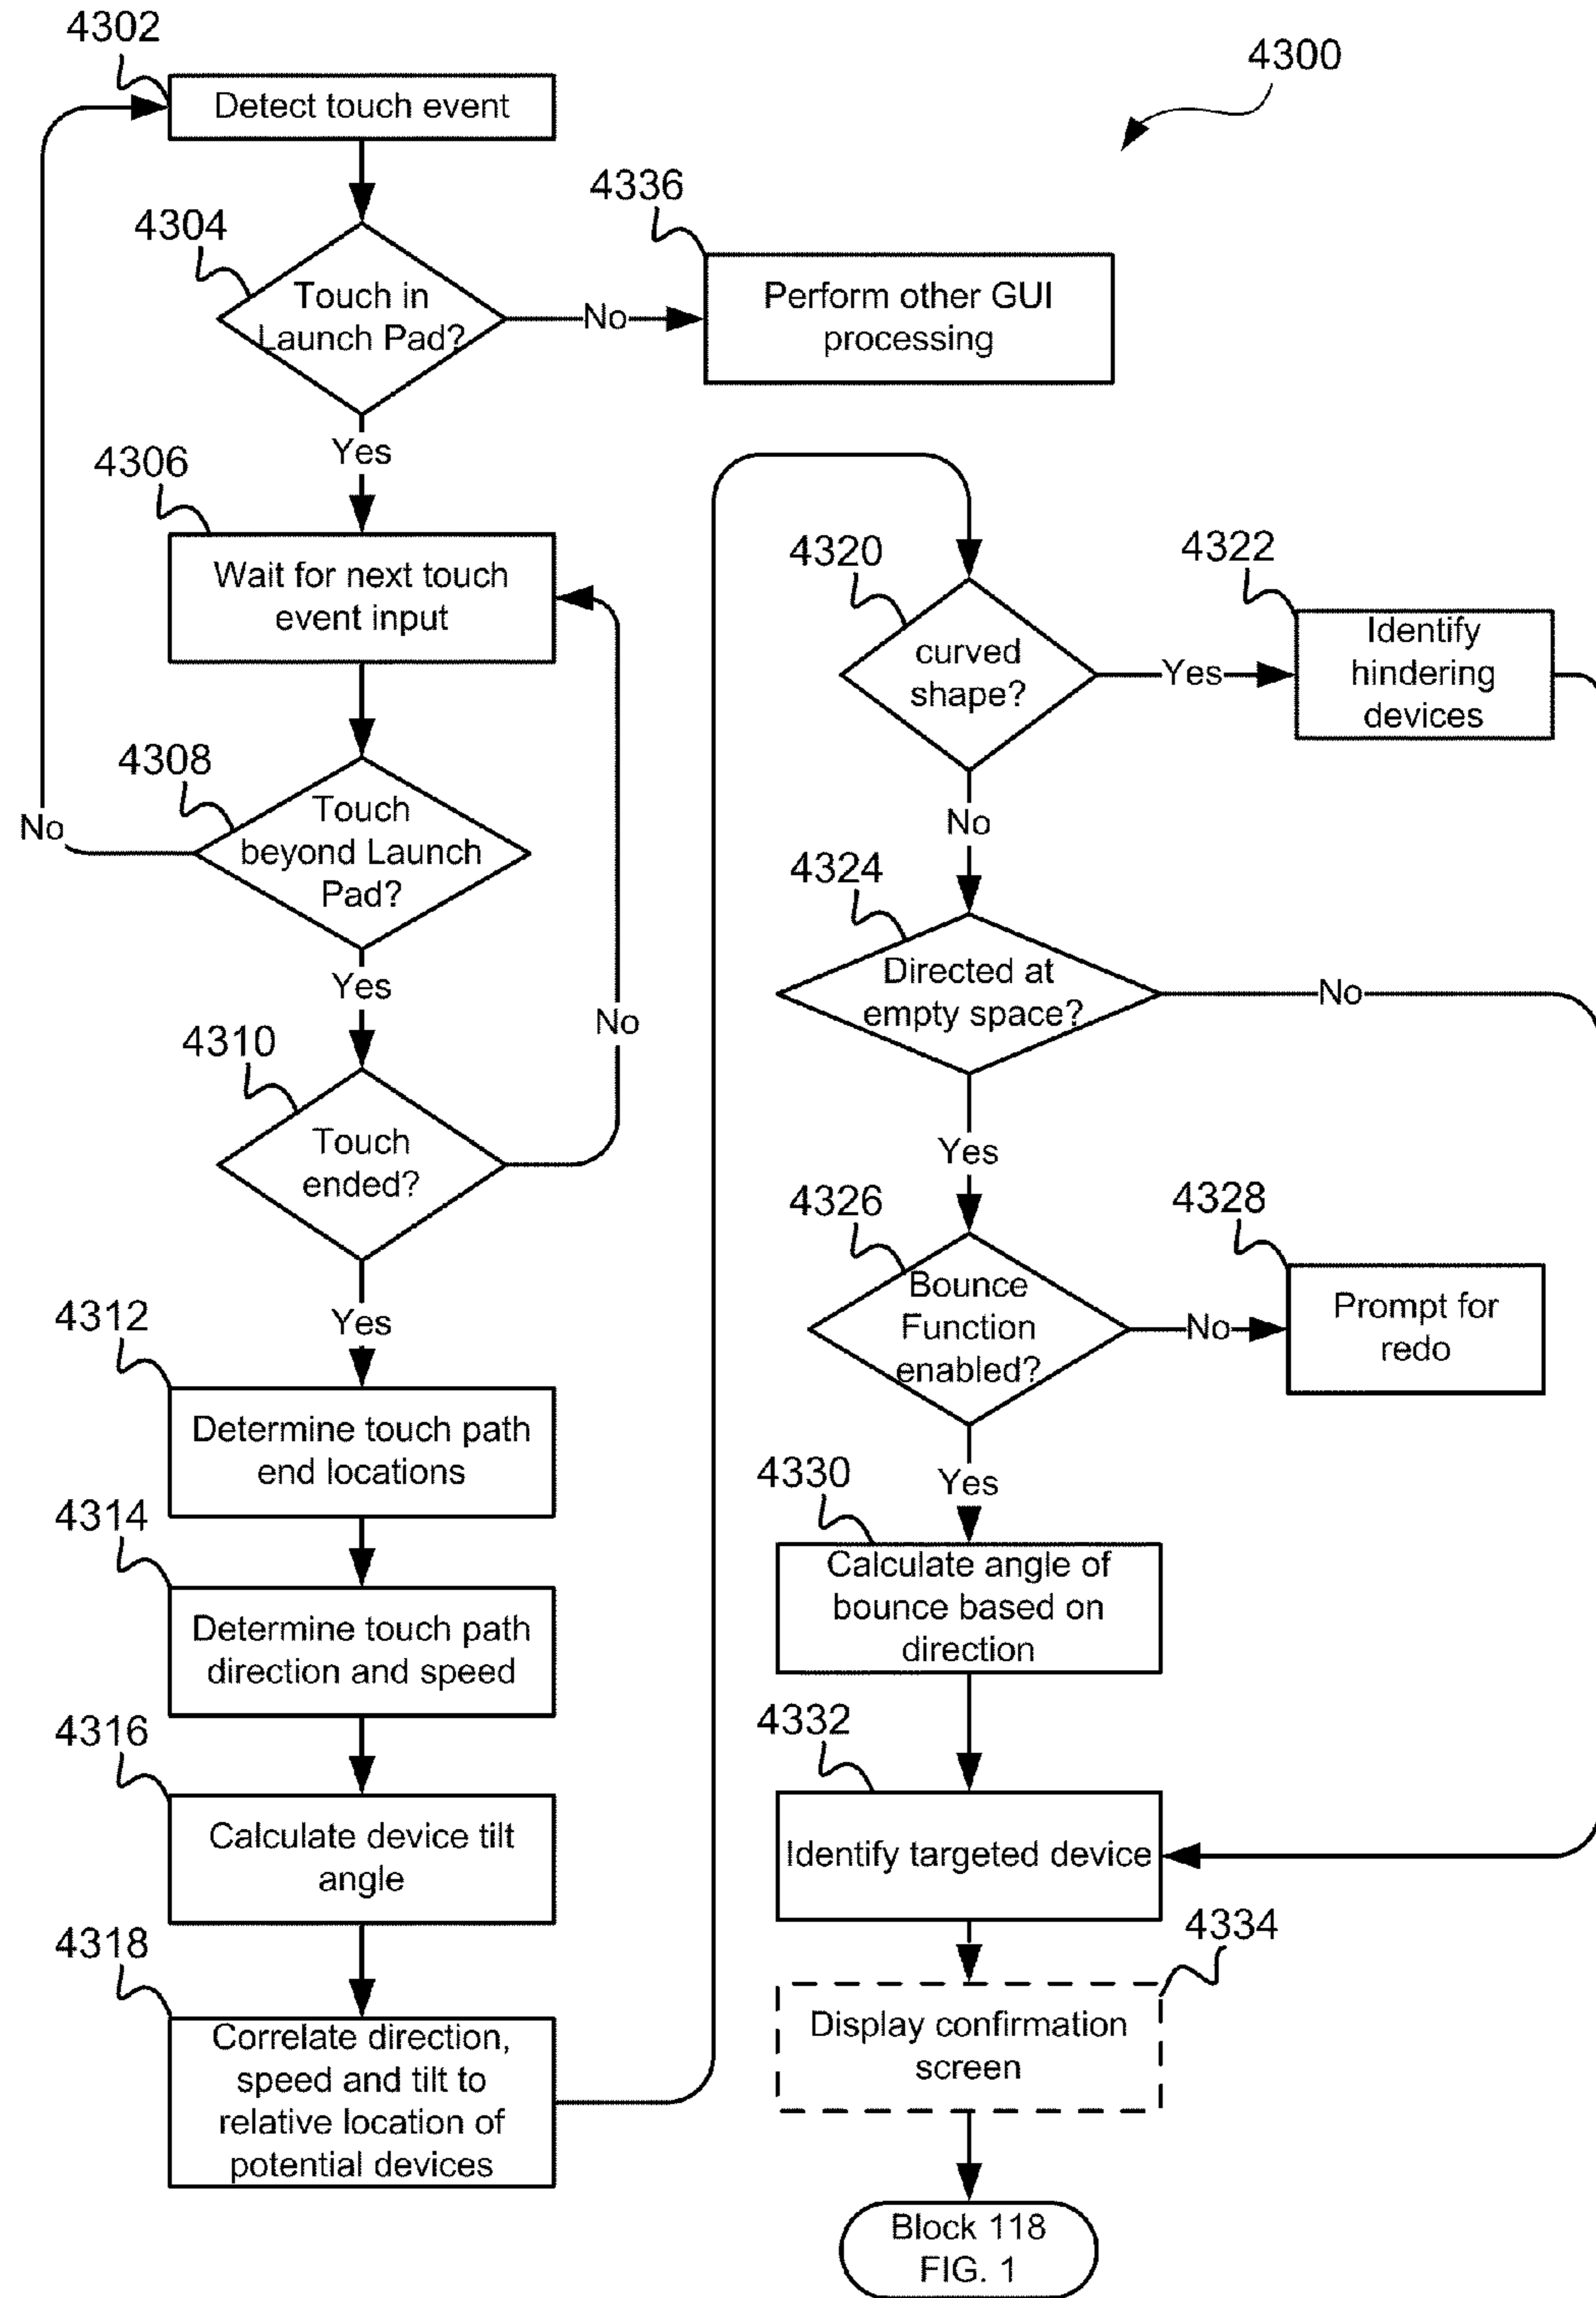 4302
Detect touch event
4300
4304
Touch in
Launch Pad?
No
4336
Perform other GUI
processing
Yes
4306
Wait for next touch
event input
4308
Touch
beyond Launch
Pad?
No
Yes
4310
Touch
ended?
No
Yes
4312
Determine touch path
end locations
4314
Determine touch path
direction and speed
4316
Calculate device tilt
angle
4318
Correlate direction,
speed and tilt to
relative location of
potential devices
4320
curved
shape?
Yes
4322
Identify
hindering
devices
No
4324
Directed at
empty space?
No
Yes
4326
Bounce
Function
enabled?
No
4328
Prompt for
redo
Yes
4330
Calculate angle of
bounce based on
direction
4332
Identify targeted device
4334
Display confirmation
screen
Block 118
FIG. 1